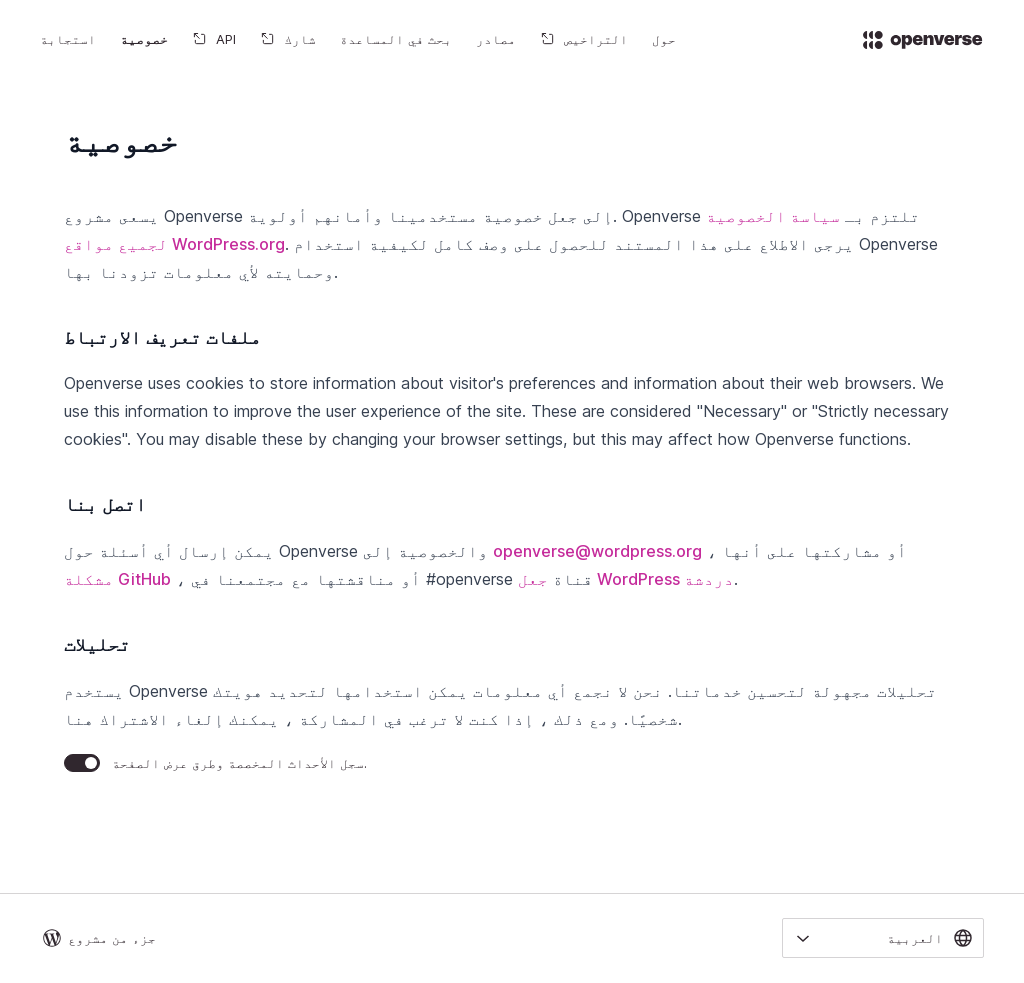 openverse
حول
التراخيص
مصادر
بحث في المساعدة
شارك
API
خصوصية
استجابة
خصوصية
يسعى مشروع Openverse إلى جعل خصوصية مستخدمينا وأمانهم أولوية. Openverse تلتزم بـ سياسة الخصوصية
لجميع مواقع WordPress.org. يرجى الاطلاع على هذا المستند للحصول على وصف كامل لكيفية استخدام Openverse
وحمايته لأي معلومات تزودنا بها.
ملفات تعريف الارتباط
Openverse uses cookies to store information about visitor's preferences and information about their web browsers. We
use this information to improve the user experience of the site. These are considered "Necessary" or "Strictly necessary
cookies". You may disable these by changing your browser settings, but this may affect how Openverse functions.
اتصل بنا
يمكن إرسال أي أسئلة حول Openverse والخصوصية إلى openverse@wordpress.org ، أو مشاركتها على أنها
مشكلة GitHub ، أو مناقشتها مع مجتمعنا في #openverse قناة جعل WordPress دردشة.
تحليلات
يستخدم Openverse تحليلات مجهولة لتحسين خدماتنا. نحن لا نجمع أي معلومات يمكن استخدامها لتحديد هويتك
شخصيًا. ومع ذلك ، إذا كنت لا ترغب في المشاركة ، يمكنك إلغاء الاشتراك هنا.
سجل الأحداث المخصصة وطرق عرض الصفحة.
العربية
جزء من مشروع